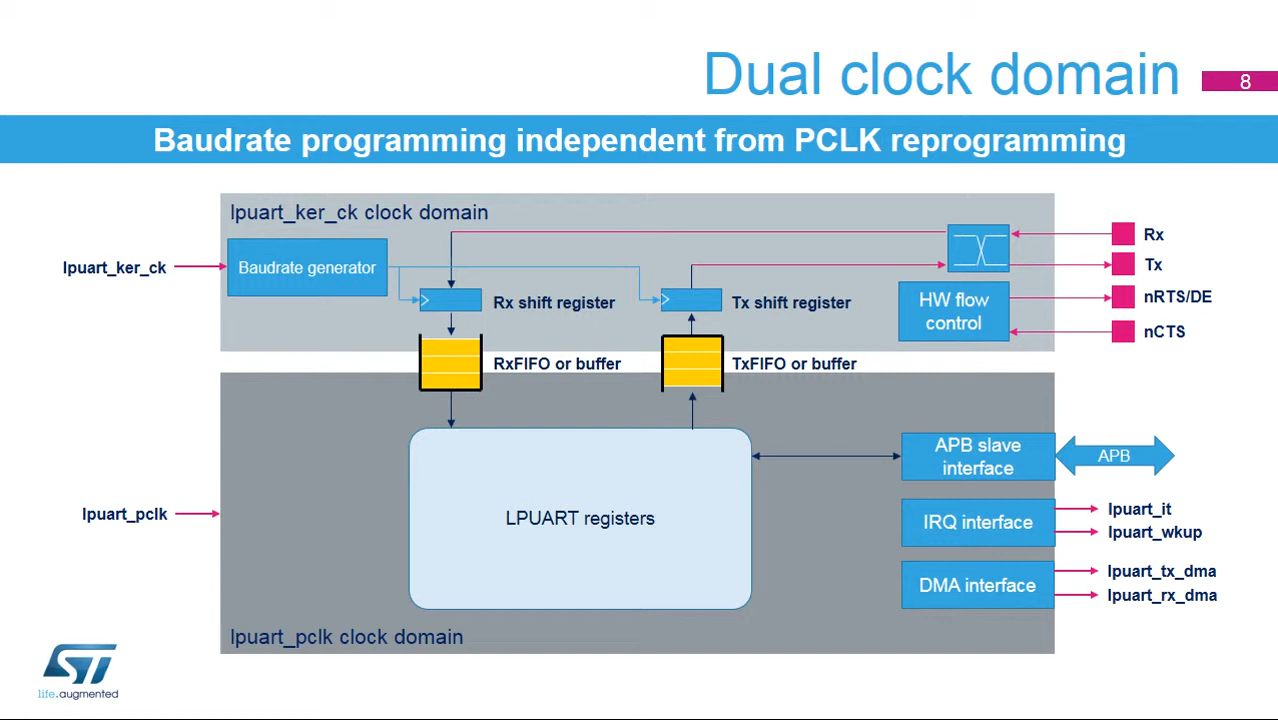 Dual clock domain
8
Baudrate programming independent from PCLK reprogramming
lpuart_ker_ck clock domain
lpuart_ker_ck
Baudrate generator
Rx
Tx
Rx shift register
Tx shift register
HW flow
control
nRTS/DE
nCTS
RxFIFO or buffer
TxFIFO or buffer
APB slave
interface
APB
lpuart_pclk
LPUART registers
IRQ interface
lpuart_it
lpuart_wkup
DMA interface
lpuart_tx_dma
lpuart_rx_dma
lpuart_pclk clock domain
ST
life.augmented